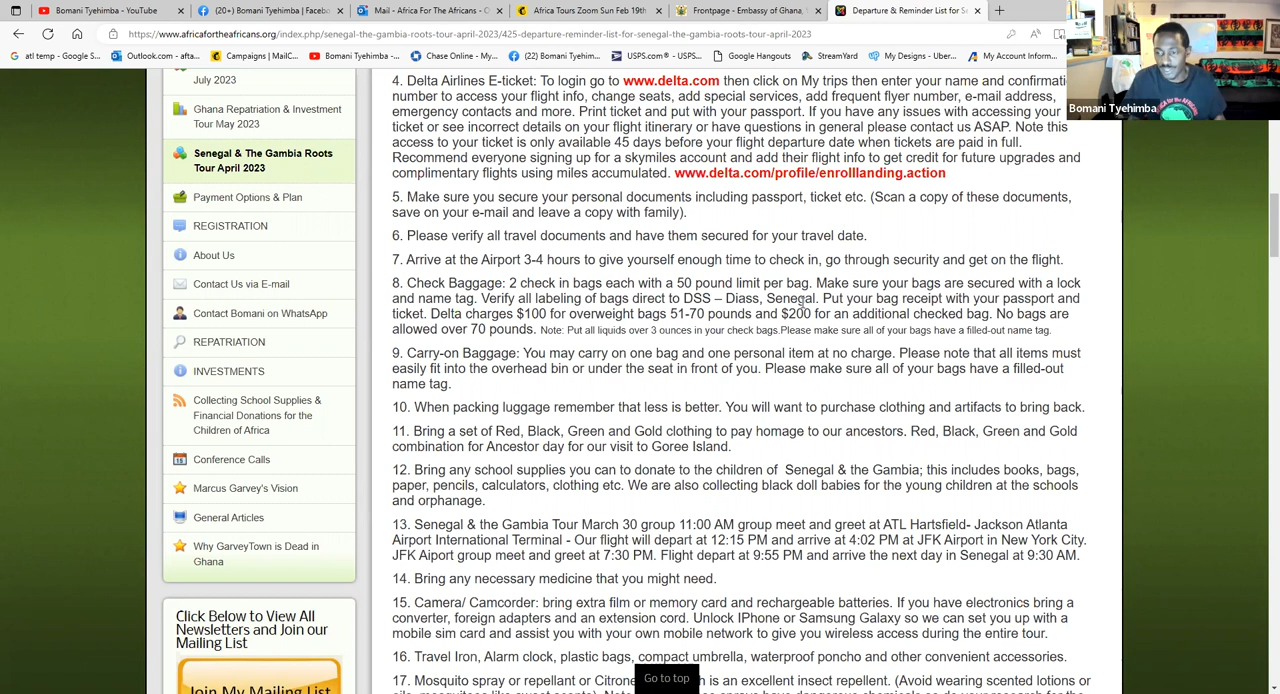 Bomani Tyehimba - YouTube
(20+) Bomani Tyehimba | Facebo
Mail - Africa For The Africans - O
Africa Tours Zoom Sun Feb 19th
Frontpage - Embassy of Ghana, W
Departure & Reminder List for Se
https://www.africafortheafricans.org/index.php/senegal-the-gambia-roots-tour-april-2023/425-departure-reminder-list-for-senegal-the-gambia-roots-tour-april-2023
atl temp - Google S...
Outlook.com - atfa...
Campaigns | MailC...
Bomani Tyehimba -...
Chase Online - My...
(22) Bomani Tyehim...
USPS.com® - USPS...
Google Hangouts
StreamYard
My Designs - Uber...
My Account Infor...
Bomani Tyehimba
July 2023
Ghana Repatriation & Investment
Tour May 2023
Senegal & The Gambia Roots
Tour April 2023
Payment Options & Plan
REGISTRATION
About Us
Contact Us via E-mail
Contact Bomani on WhatsApp
REPATRIATION
INVESTMENTS
Collecting School Supplies &
Financial Donations for the
Children of Africa
Conference Calls
Marcus Garvey's Vision
General Articles
Why GarveyTown is Dead in
Ghana
Click Below to View All
Newsletters and Join our
Mailing List
Join My Mailing List
4. Delta Airlines E-ticket: To begin go to www.delta.com then click on My trips then enter your name and confirmati
number to access your flight info, change seats, add special services, add frequent flyer number, e-mail address,
emergency contacts and more. Print ticket and put with your passport. If you have any issues with accessing your
ticket or see incorrect details on your flight itinerary or have questions in general please contact us ASAP. Note this
access to your ticket is only available 45 days before your flight departure date when tickets are paid in full.
Recommend everyone signing up for a skymiles account and add their flight info to get credit for future upgrades and
complimentary flights using miles accumulated. www.delta.com/profile/enrolllanding.action
5. Make sure you secure your personal documents including passport, ticket etc. (Scan a copy of these documents,
save on your e-mail and leave a copy with family).
6. Please verify all travel documents and have them secured for your travel date.
7. Arrive at the Airport 3-4 hours to give yourself enough time to check in, go through security and get on the flight.
8. Check Baggage: 2 check in bags each with a 50 pound limit per bag. Make sure your bags are secured with a lock
and name tag. Verify all labeling of bags direct to DSS – Diass, Senegal. Put your bag receipt with your passport and
ticket. Delta charges $100 for overweight bags 51-70 pounds and $200 for an additional checked bag. No bags are
allowed over 70 pounds. Note: Put all liquids over 3 ounces in your check bags.Please make sure all of your bags have a filled-out name tag.
9. Carry-on Baggage: You may carry on one bag and one personal item at no charge. Please note that all items must
easily fit into the overhead bin or under the seat in front of you. Please make sure all of your bags have a filled-out
name tag.
10. When packing luggage remember that less is better. You will want to purchase clothing and artifacts to bring back.
11. Bring a set of Red, Black, Green and Gold clothing to pay homage to our ancestors. Red, Black, Green and Gold
combination for Ancestor day for our visit to Goree Island.
12. Bring any school supplies you can to donate to the children of Senegal & the Gambia; this includes books, bags,
paper, pencils, calculators, clothing etc. We are also collecting black doll babies for the young children at the schools
and orphanage.
13. Senegal & the Gambia Tour March 30 group 11:00 AM group meet and greet at ATL Hartsfield- Jackson Atlanta
Airport International Terminal - Our flight will depart at 12:15 PM and arrive at 4:02 PM at JFK Airport in New York City.
JFK Aiport group meet and greet at 7:30 PM. Flight depart at 9:55 PM and arrive the next day in Senegal at 9:30 AM.
14. Bring any necessary medicine that you might need.
15. Camera/ Camcorder: bring extra film or memory card and rechargeable batteries. If you have electronics bring a
converter, foreign adapters and an extension cord. Unlock IPhone or Samsung Galaxy so we can set you up with a
mobile sim card and assist you with your own mobile network to give you wireless access during the entire tour.
16. Travel Iron, Alarm clock, plastic bags, compact umbrella, waterproof poncho and other convenient accessories.
17. Mosquito spray or repellant or Citrone h is an excellent insect repellent. (Avoid wearing scented lotions or
Go to top